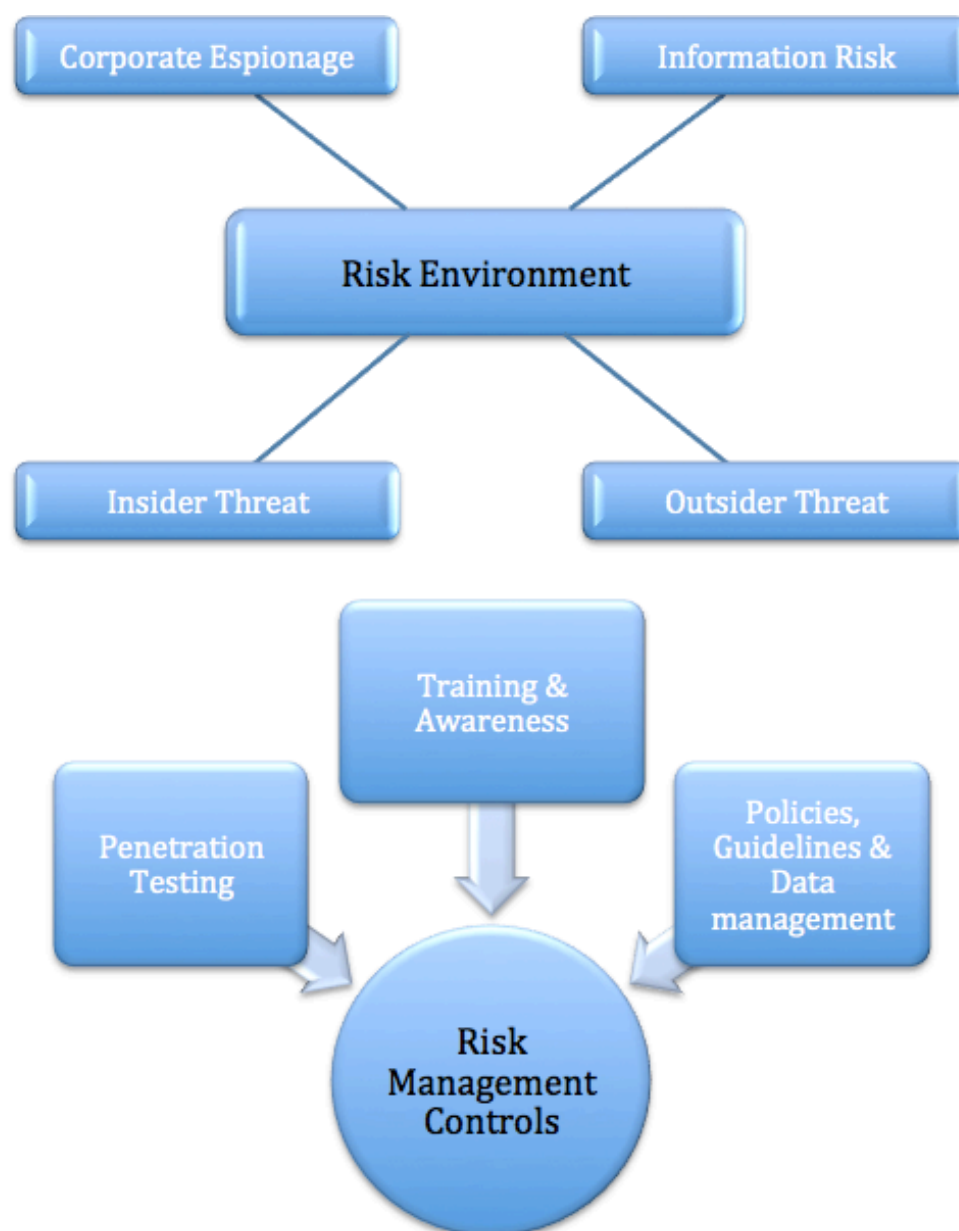 Corporate Espionage
Information Risk
Risk Environment
Insider Threat
Outsider Threat
Training &
Awareness
Penetration
Testing
Policies,
Guidelines &
Data
management
Risk
Management
Controls